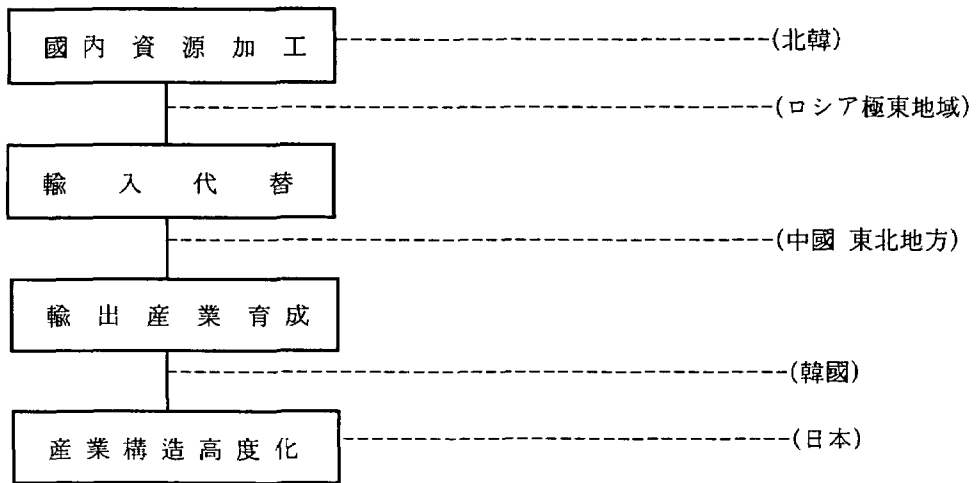 國内資源加工 (北韓)
(ロシア極東地域)
輸入代替
(中國 東北地方)
輸出産業育成
(韓國)
産業構造高度化 (日本)